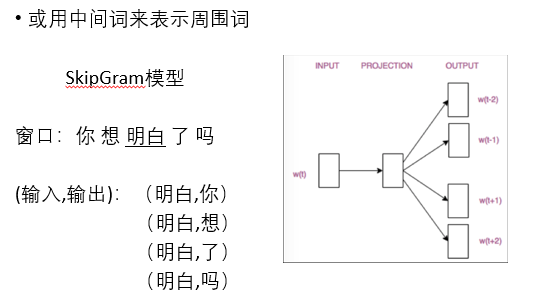 • 或用中间词来表示周围词
SkipGram模型
窗口：你 想 明白 了 吗
(输入,输出)：（明白,你）
（明白,想）
（明白,了）
（明白,吗）
INPUT PROJECTION OUTPUT
w(t-2)
w(t-1)
w(t)
w(t+1)
w(t+2)